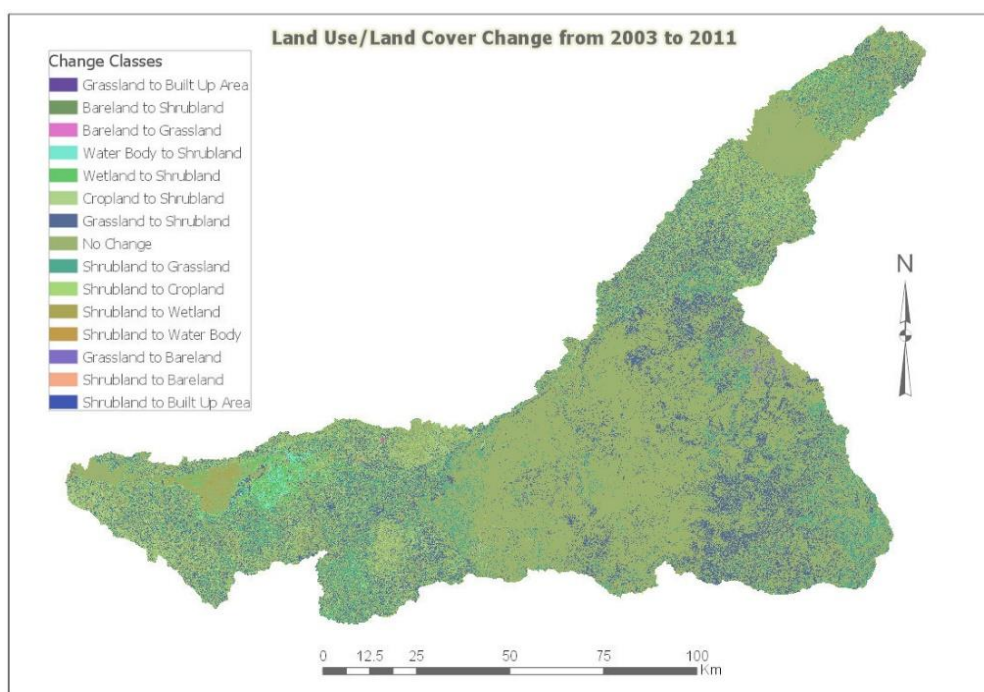 Land Use/Land Cover Change from 2003 to 2011
Change Classes
Grassland to Built Up Area
Bareland to Shrubland
Bareland to Grassland
Water Body to Shrubland
Wetland to Shrubland
Cropland to Shrubland
Grassland to Shrubland
No Change
Shrubland to Grassland
Shrubland to Cropland
Shrubland to Wetland
Shrubland to Water Body
Grassland to Bareland
Shrubland to Bareland
Shrubland to Built Up Area
N
0 12.5 25 50 75 100
Km